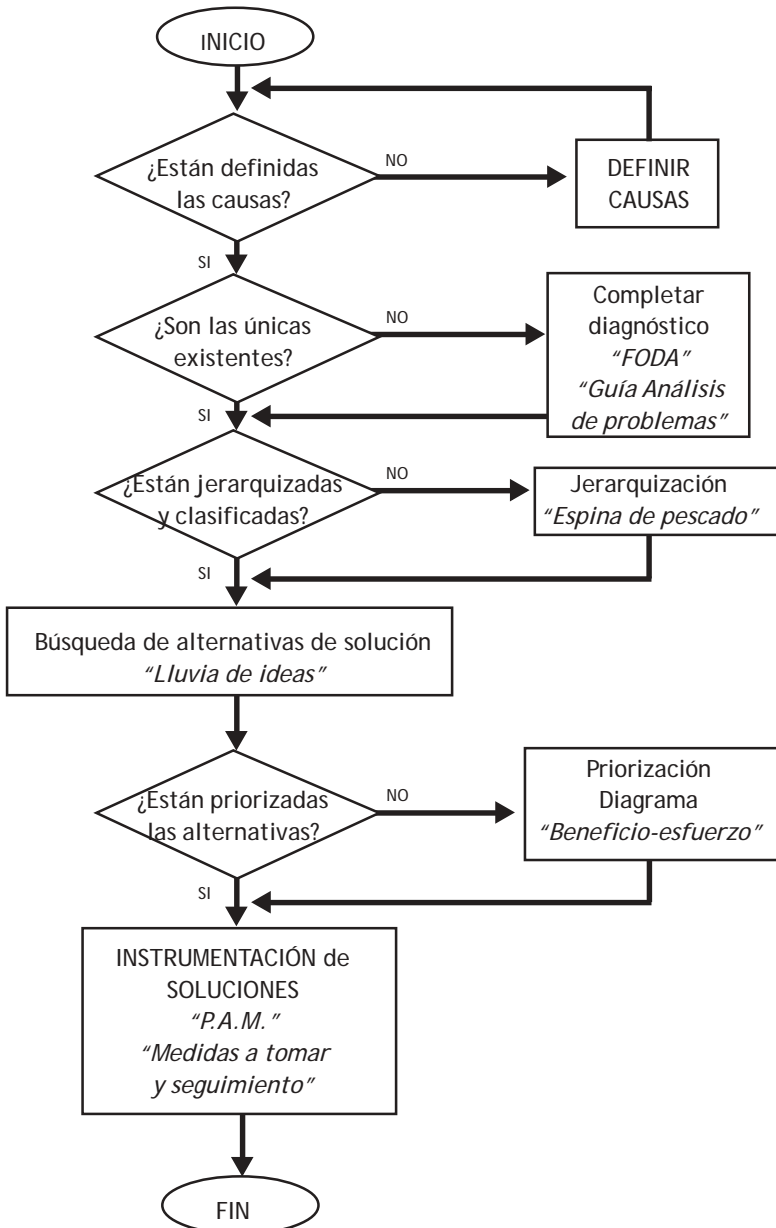 INICIO
¿Están definidas
las causas?
NO
DEFINIR
CAUSAS
SI
¿Son las únicas
existentes?
NO
Completar
diagnóstico
“FODA”
“Guía Análisis
de problemas”
SI
¿Están jerarquizadas
y clasificadas?
NO
Jerarquización
“Espina de pescado”
SI
Búsqueda de alternativas de solución
“Lluvia de ideas”
¿Están priorizadas
las alternativas?
NO
Priorización
Diagrama
“Beneficio-esfuerzo”
SI
INSTRUMENTACIÓN de
SOLUCIONES
“P.A.M.”
“Medidas a tomar
y seguimiento”
FIN